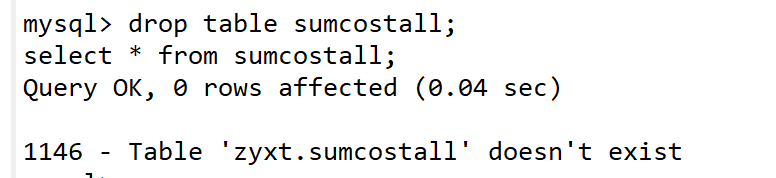 mysql> drop table sumcostall;
select * from sumcostall;
Query OK, 0 rows affected (0.04 sec)
1146 - Table 'zyxt.sumcostall' doesn't exist